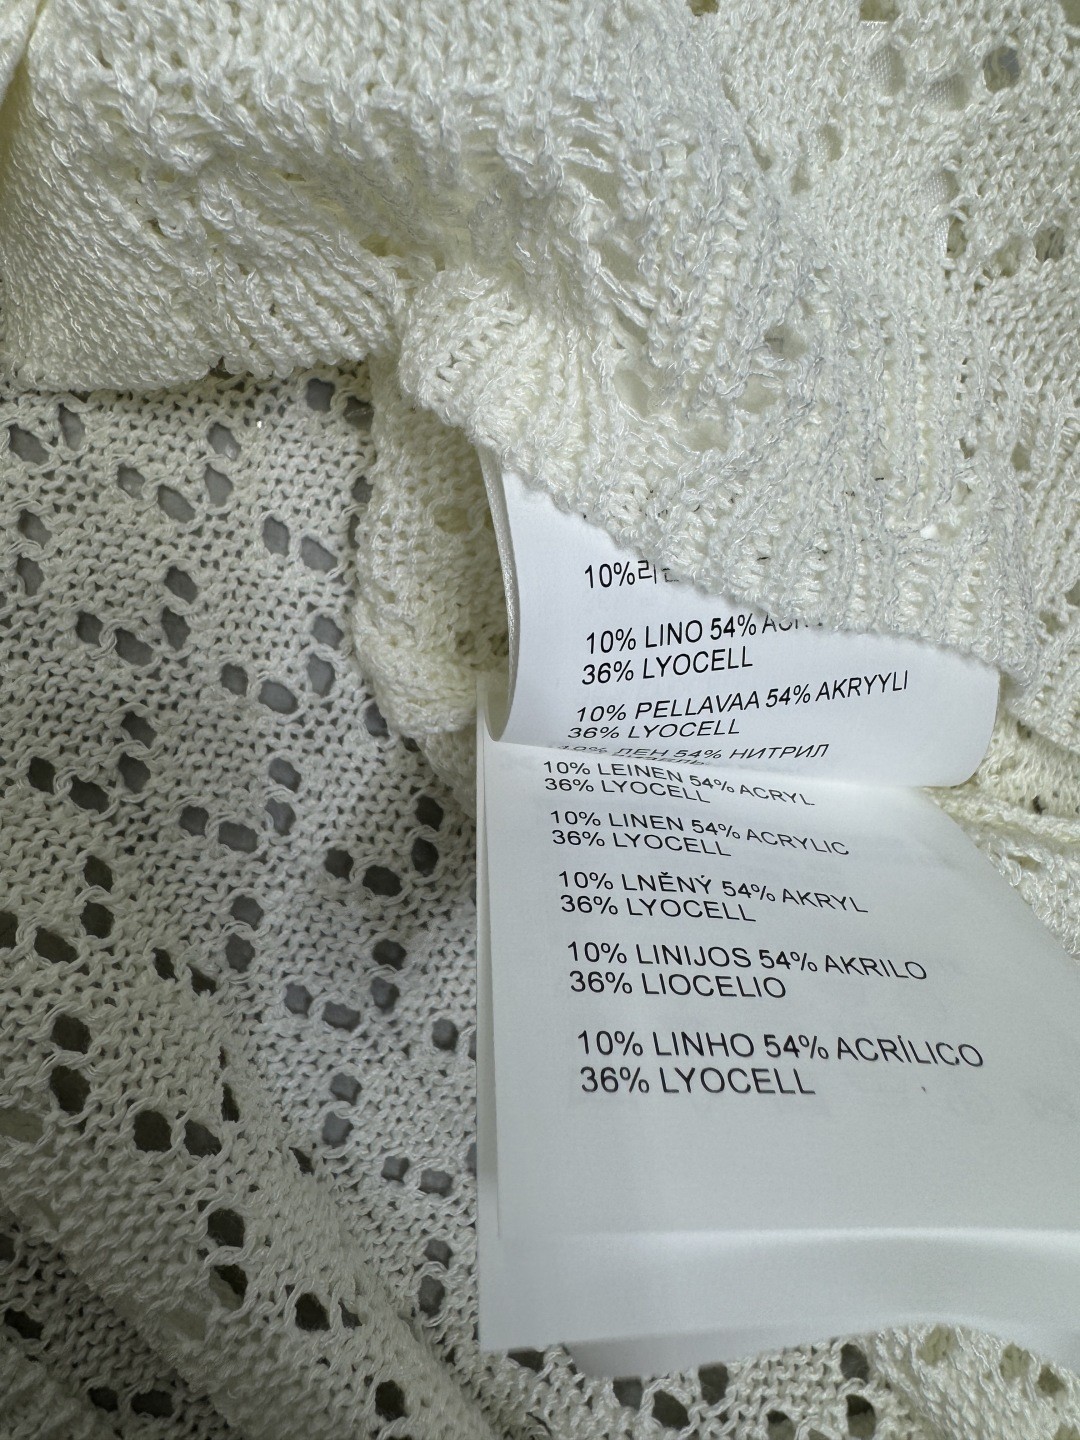 10%리
10% LINO 54%
36% LYOCELL
10% PELLAVAA 54% AKRYYLI
36% LYOCELL
10% ЛЕН 54% НИТРИЛ
10% LEINEN 54% ACRYL
36% LYOCELL
10% LINEN 54% ACRYLIC
36% LYOCELL
10% LNĚNÝ 54% AKRYL
36% LYOCELL
10% LINIJOS 54% AKRILO
36% LIOCELIO
10% LINHO 54% ACRÍLICO
36% LYOCELL